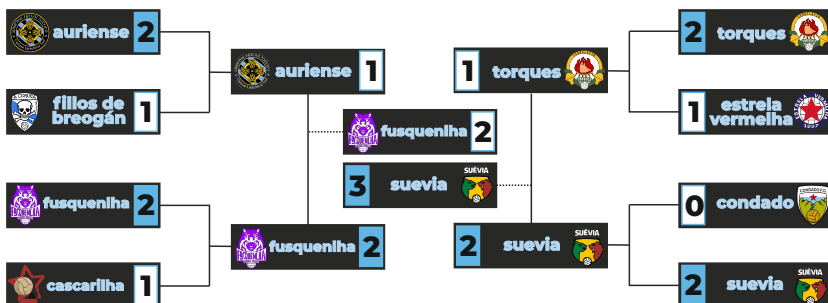 auriense 2
fillos de
breogán 1
fusquenlha 2
cascarilha 1
auriense 1
fusquenlha 2
fusquenlha 2
3 suevia
SUÉVIA
1 torques
2 suevia
SUÉVIA
2 torques
1 estrela
vermelha
0 condado
2 suevia
SUÉVIA